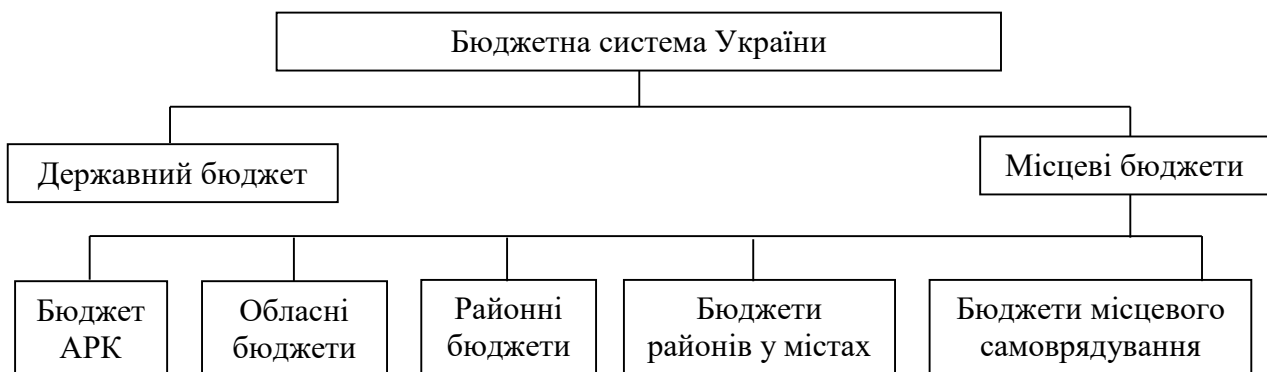 Бюджетна система України
Державний бюджет
Місцеві бюджети
Бюджет
АРК
Обласні
бюджети
Районні
бюджети
Бюджети
районів у містах
Бюджети місцевого
самоврядування